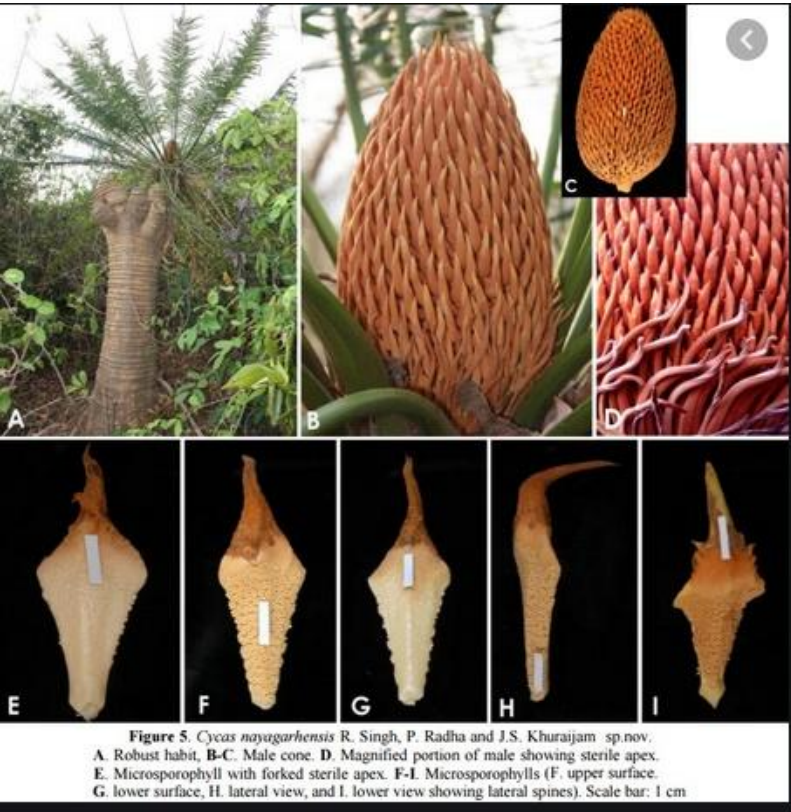 A
B
C
D
E
F
G
H
I
Figure 5. Cycas nayagarhensis R. Singh, P. Radha and J.S. Khuraijam sp.nov.
A. Robust habit, B-C. Male cone. D. Magnified portion of male showing sterile apex.
E. Microsporophyll with forked sterile apex. F-I. Microsporophylls (F. upper surface.
G. lower surface, H. lateral view, and I. lower view showing lateral spines). Scale bar: 1 cm